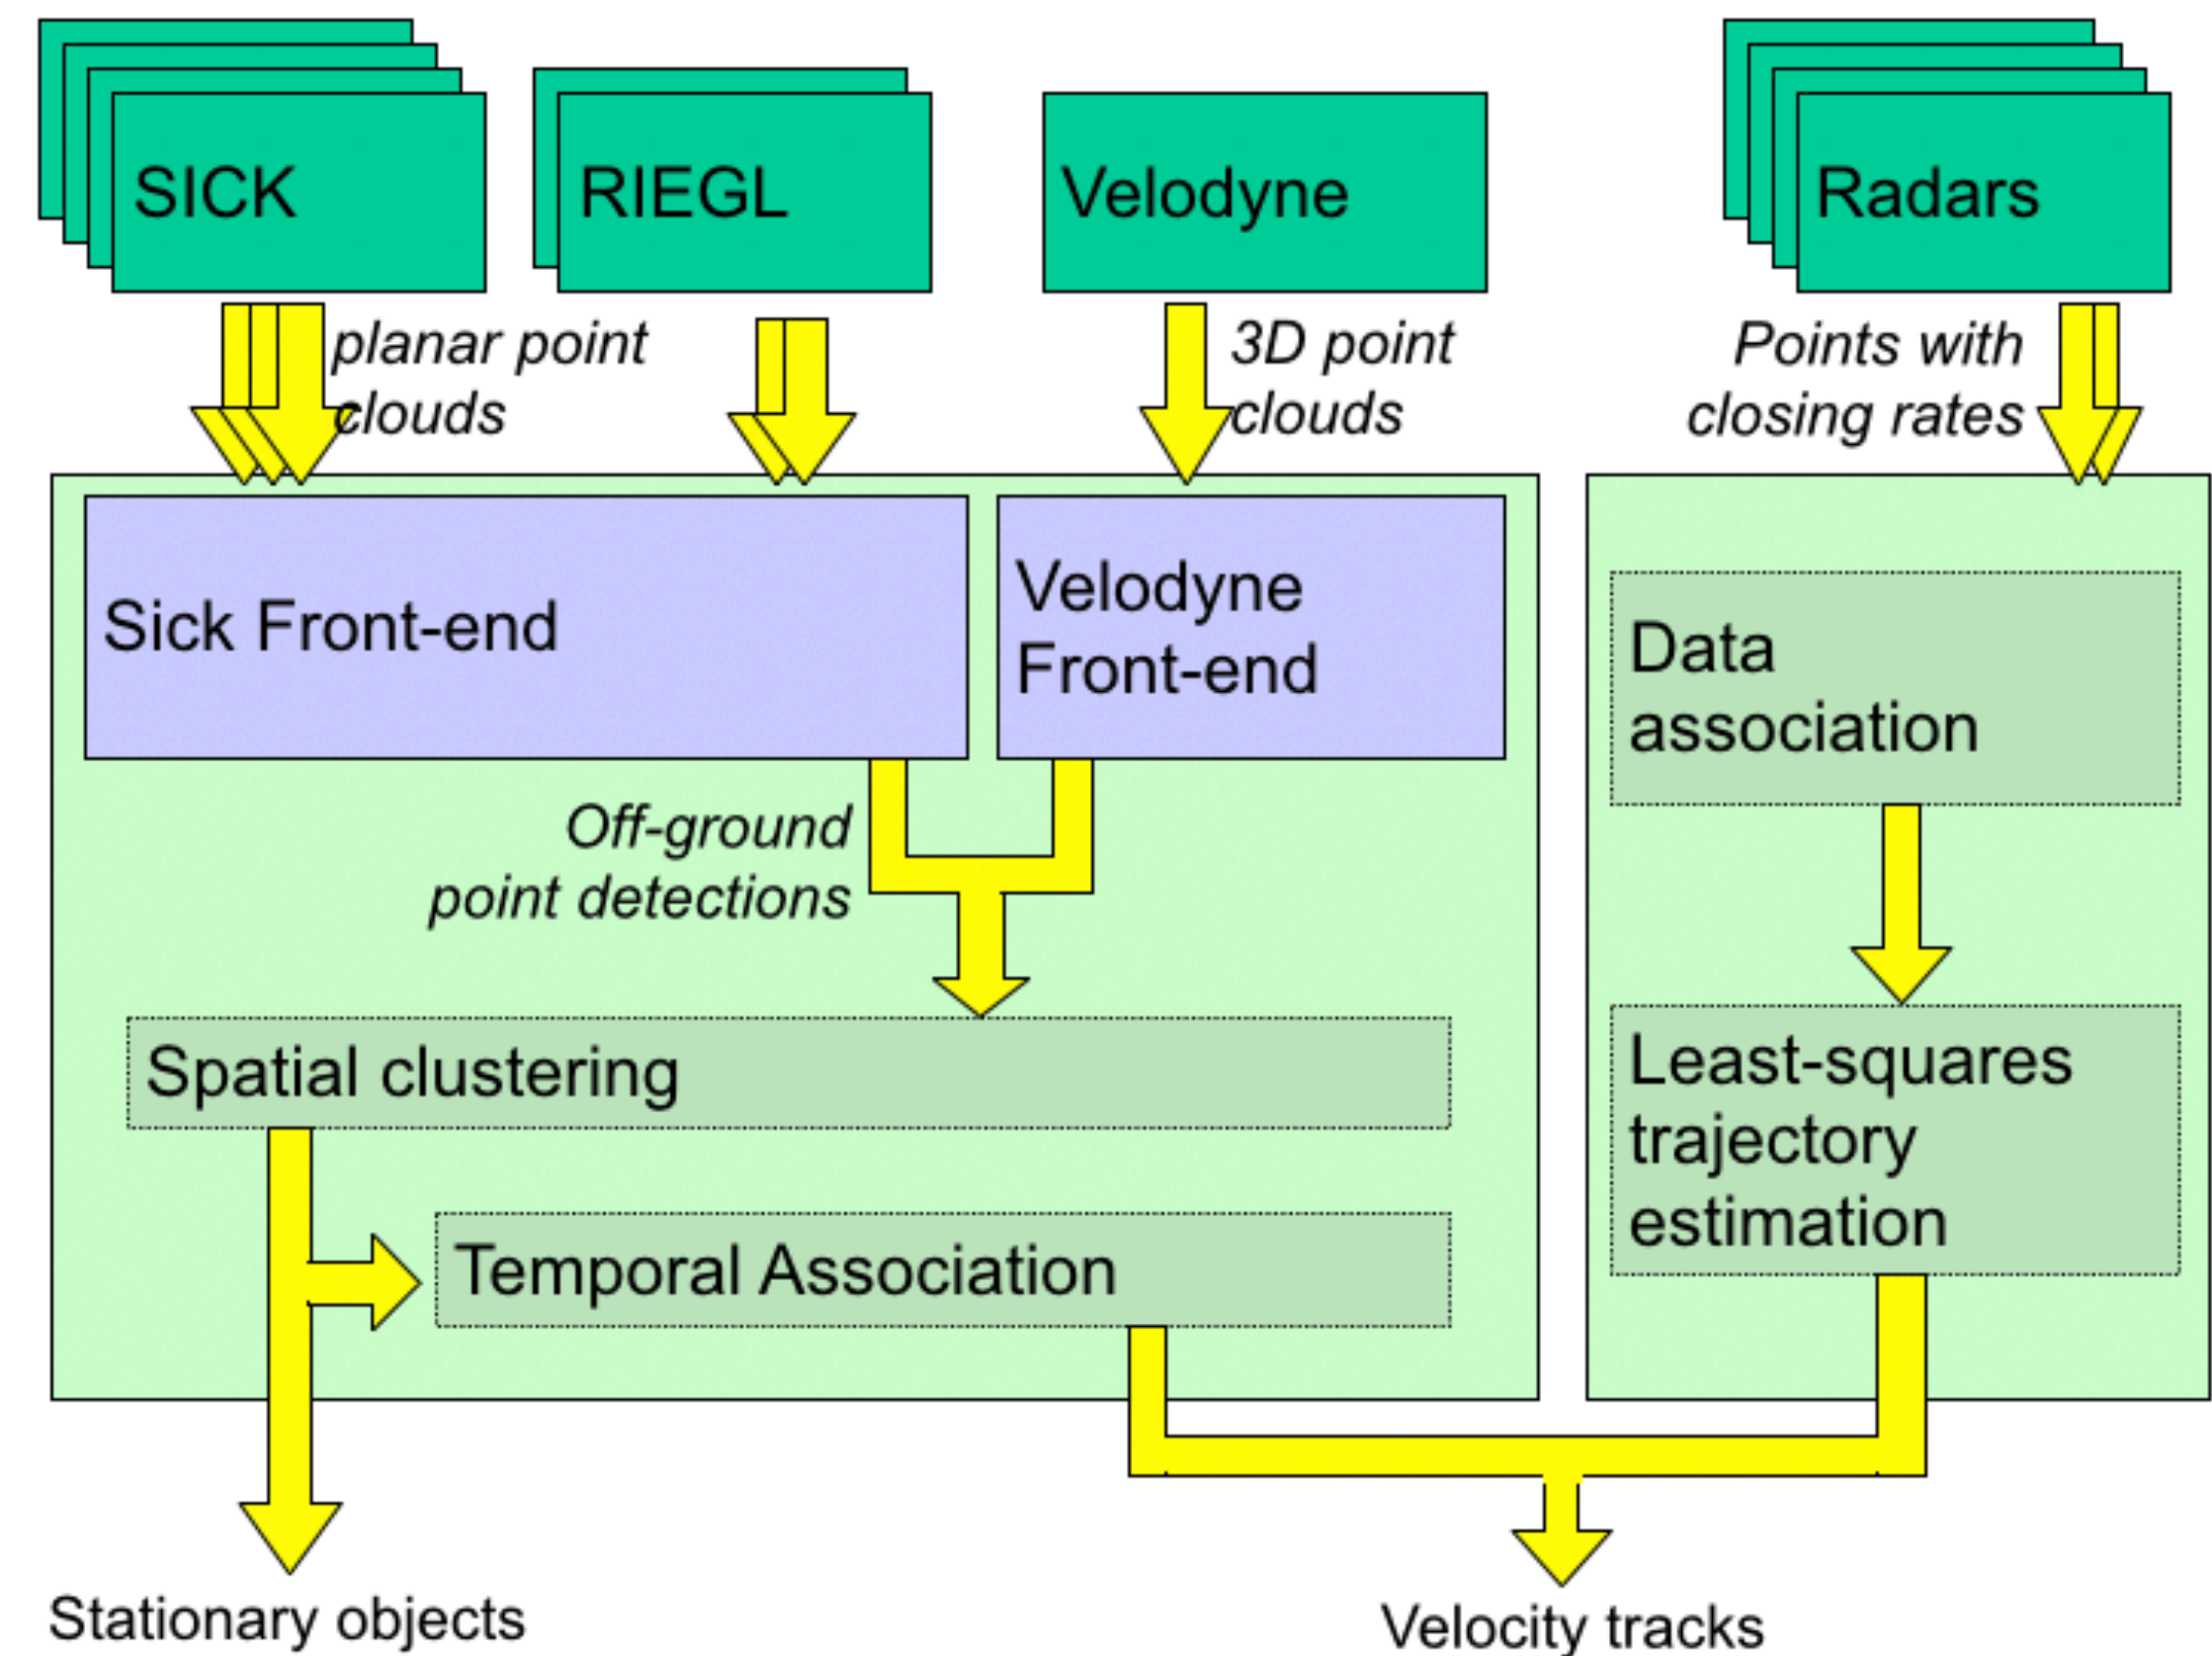 SICK
RIEGL
Velodyne
Radars
planar point
clouds
3D point
clouds
Points with
closing rates
Sick Front-end
Velodyne
Front-end
Data
association
Off-ground
point detections
Spatial clustering
Least-squares
trajectory
estimation
Temporal Association
Stationary objects
Velocity tracks